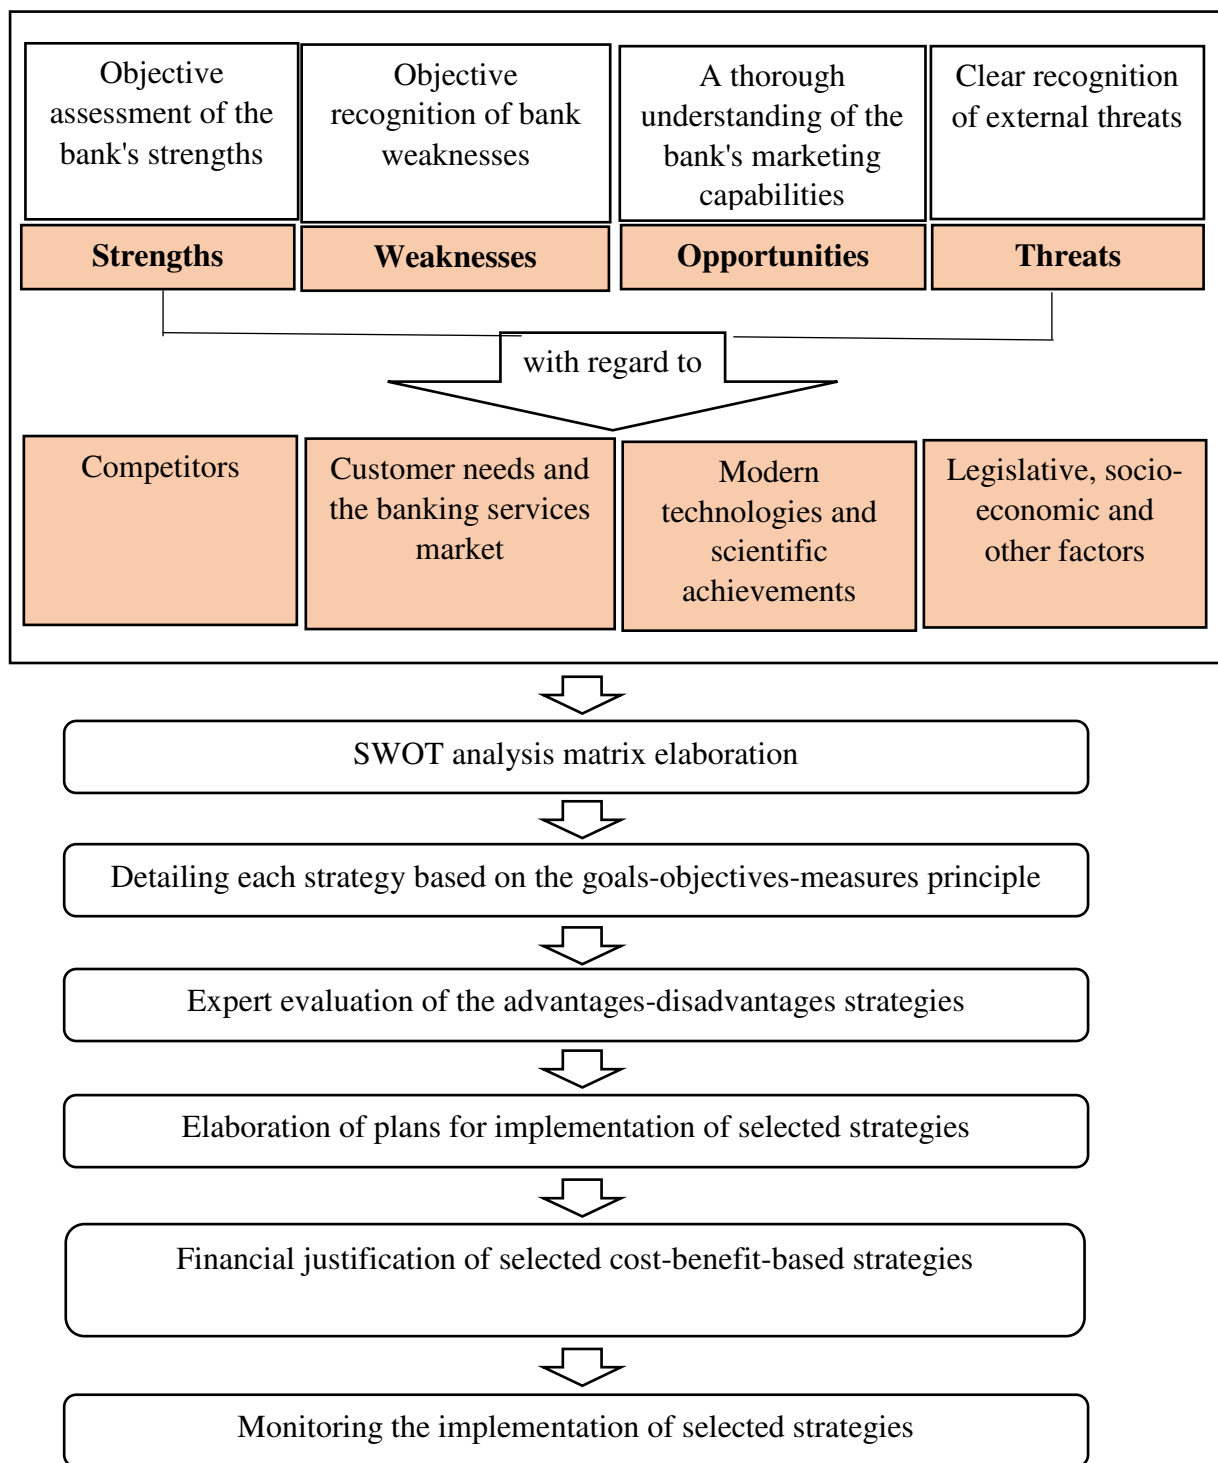 Objective
assessment of the
bank's strengths
Objective
recognition of bank
weaknesses
A thorough
understanding of the
bank's marketing
capabilities
Clear recognition
of external threats
Strengths
Weaknesses
Opportunities
Threats
with regard to
Competitors
Customer needs and
the banking services
market
Modern
technologies and
scientific
achievements
Legislative, socio-
economic and
other factors
SWOT analysis matrix elaboration
Detailing each strategy based on the goals-objectives-measures principle
Expert evaluation of the advantages-disadvantages strategies
Elaboration of plans for implementation of selected strategies
Financial justification of selected cost-benefit-based strategies
Monitoring the implementation of selected strategies